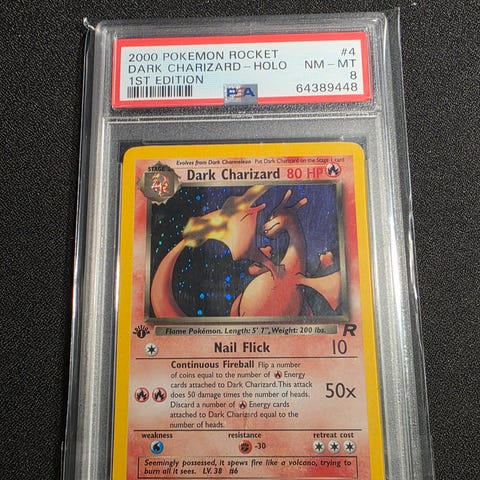 2000 POKEMON ROCKET #4
DARK CHARIZARD-HOLO NM-MT
1ST EDITION 8
PSA 64389448
Evolves from Dark Charmeleon Put Dark Charizard on the Stage 1 card
STAGE 2
Dark Charizard 80 HP
Flame Pokémon. Length: 5' 7", Weight: 200 lbs.
EDITION 1 R
Nail Flick 10
Continuous Fireball Flip a number
of coins equal to the number of Energy
cards attached to Dark Charizard. This attack
does 50 damage times the number of heads. 50x
Discard a number of Energy cards
attached to Dark Charizard equal to the
number of heads.
weakness resistance retreat cost
-30
Seemingly possessed, it spews fire like a volcano, trying to
burn all it sees. LV. 38 #6